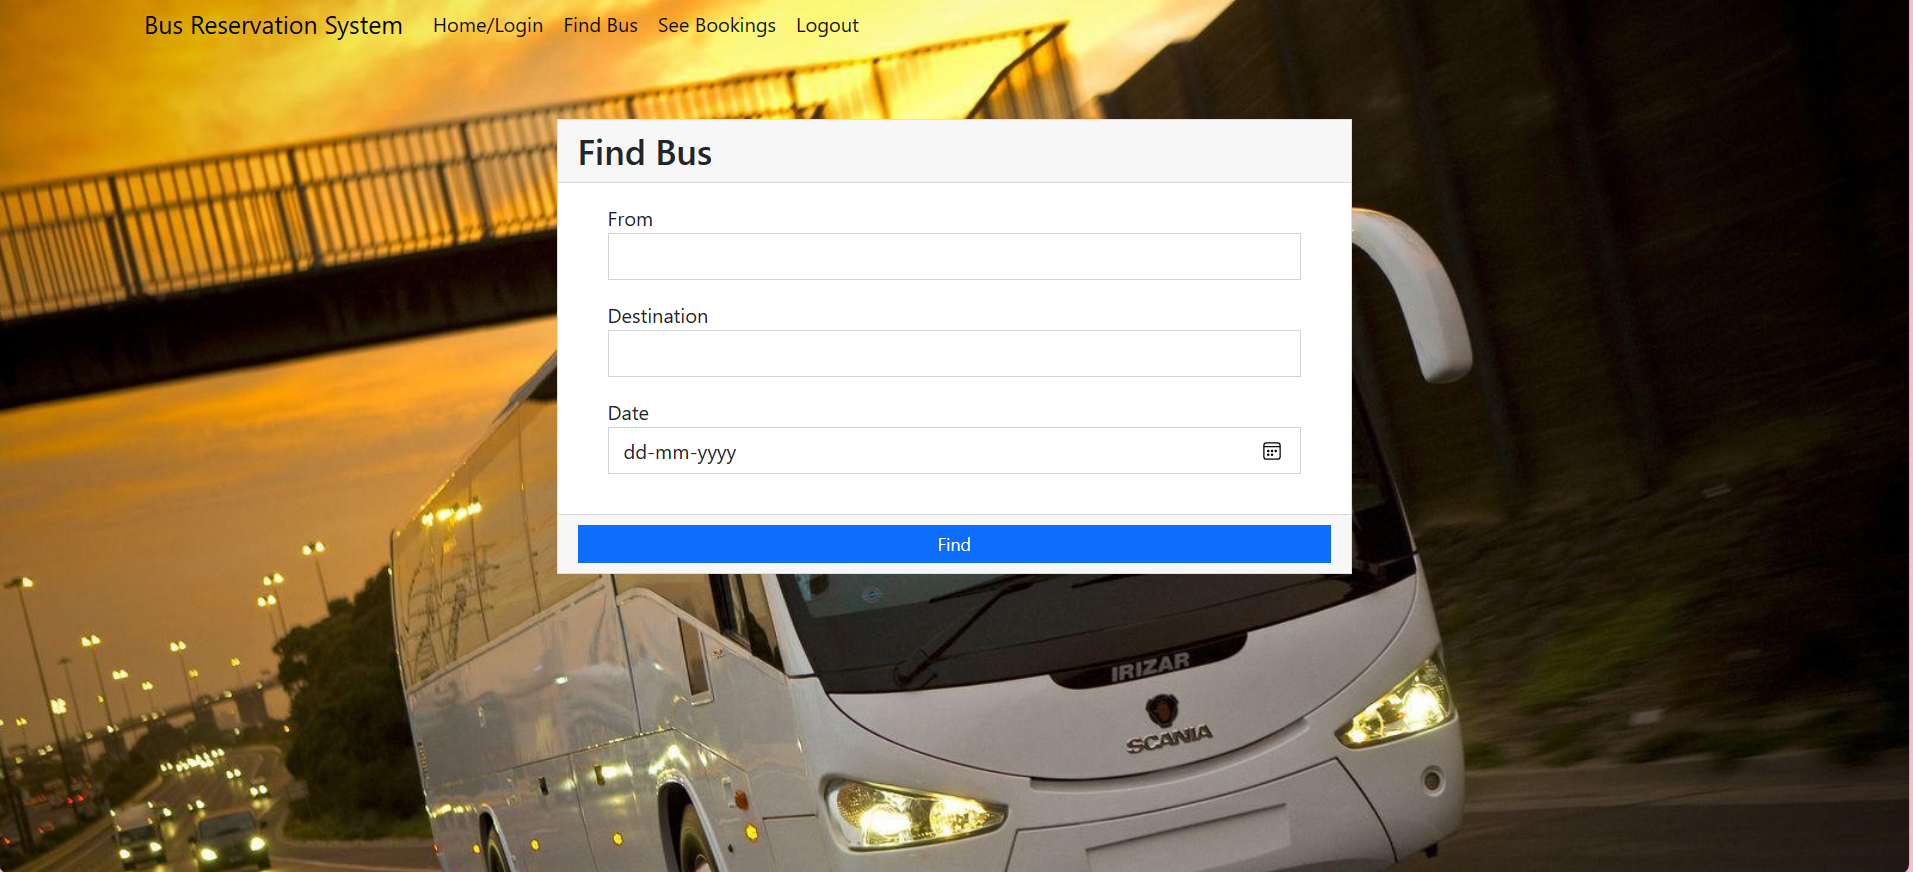 Bus Reservation System Home/Login Find Bus See Bookings Logout
Find Bus
From
Destination
Date
dd-mm-yyyy
Find
IRIZAR
SCANIA